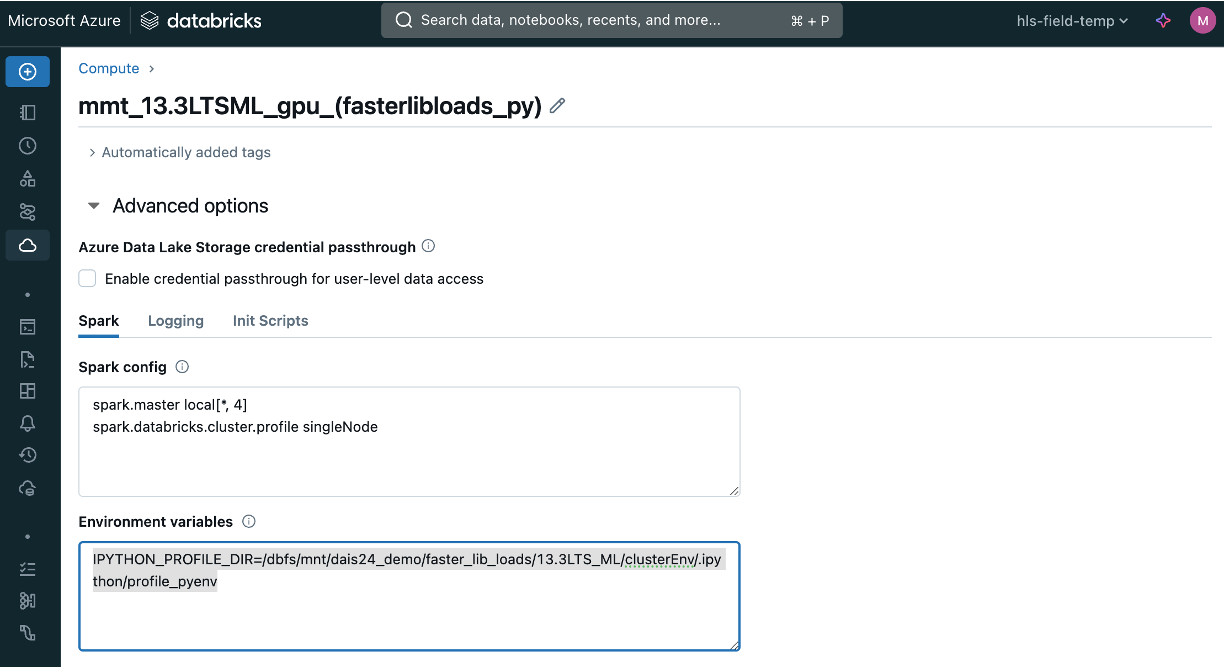 Microsoft Azure databricks Search data, notebooks, recents, and more... ⌘ + P hls-field-temp M
Compute >
mmt_13.3LTSML_gpu_(fasterlibloads_py)
> Automatically added tags
Advanced options
Azure Data Lake Storage credential passthrough
Enable credential passthrough for user-level data access
Spark Logging Init Scripts
Spark config
spark.master local[*, 4]
spark.databricks.cluster.profile singleNode
Environment variables
IPYTHON_PROFILE_DIR=/dbfs/mnt/dais24_demo/faster_lib_loads/13.3LTS_ML/clusterEnv/.ipy
thon/profile_pyenv